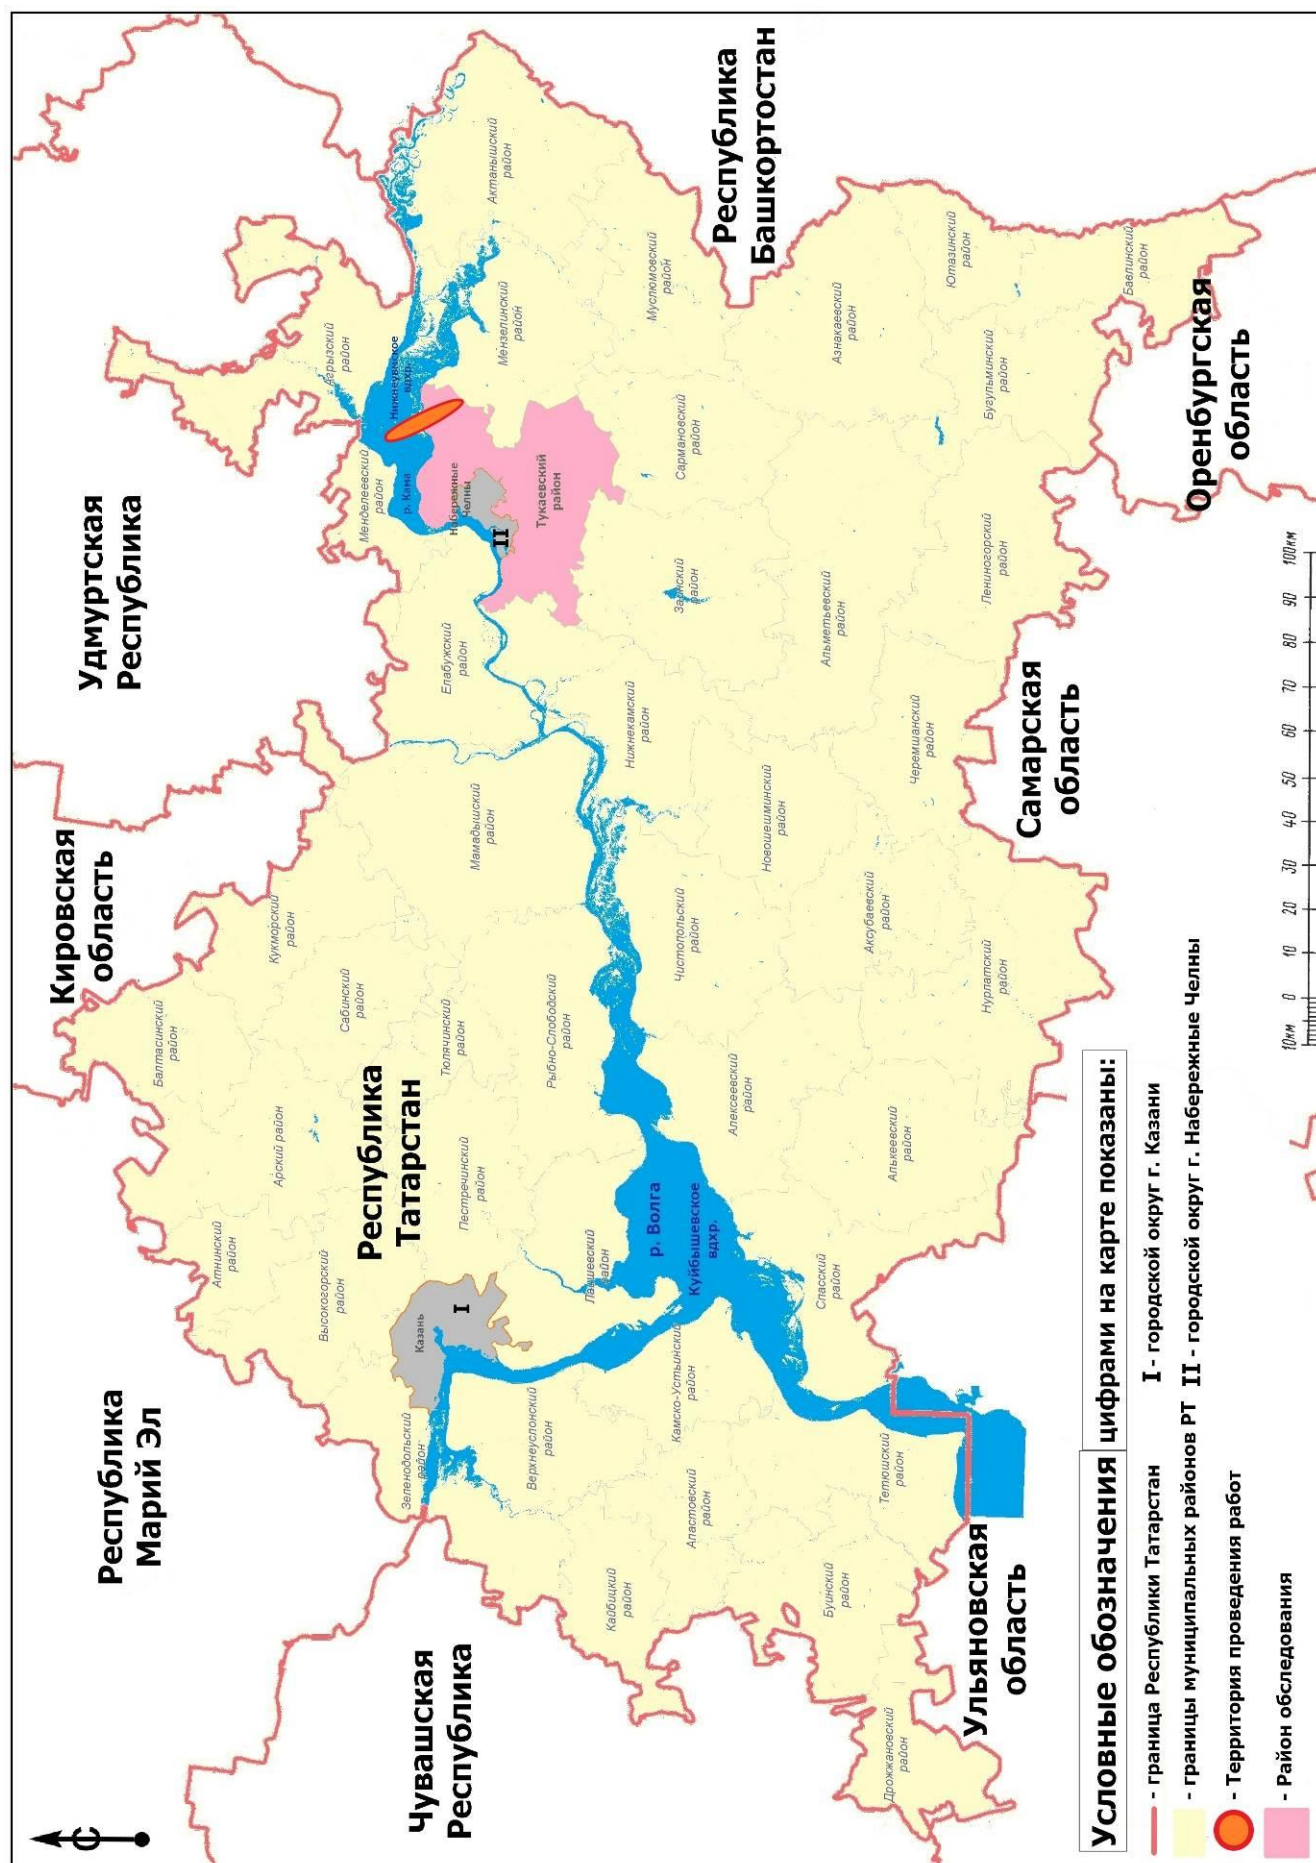 С
Республика
Марий Эл
Кировская
область
Удмуртская
Республика
Чувашская
Республика
Республика
Татарстан
Республика
Башкортостан
Ульяновская
область
Самарская
область
Оренбургская
область
Балтасинский
район
Атнинский
район
Арский район
Кукморский
район
Высокогорский
район
Сабинский
район
Зеленодольский
район
Казань
I
Пестречинский
район
Тюлячинский
район
Мамадышский
район
Елабужский
район
Менделеевский
район
Агрызский
район
р. Кама
Нижнекамское
вдхр.
Набережные
Челны
II
Тукаевский
район
Мензелинский
район
Актанышский
район
Верхнеуслонский
район
Лаишевский
район
Рыбно-Слободский
район
Кайбицкий
район
Апастовский
район
Камско-Устьинский
район
р. Волга
Куйбышевское
вдхр.
Чистопольский
район
Нижнекамский
район
Заинский
район
Сармановский
район
Муслюмовский
район
Алексеевский
район
Новошешминский
район
Буинский
район
Спасский
район
Альметьевский
район
Азнакаевский
район
Дрожжановский
район
Тетюшский
район
Алькеевский
район
Аксубаевский
район
Черемшанский
район
Ютазинский
район
Нурлатский
район
Лениногорский
район
Бугульминский
район
Бавлинский
район
Условные обозначения
цифрами на карте показаны:
- граница Республики Татарстан
I - городской округ г. Казани
- границы муниципальных районов РТ
II - городской округ г. Набережные Челны
- Территория проведения работ
- Район обследования
10км 0 10 20 30 40 50 60 70 80 90 100км